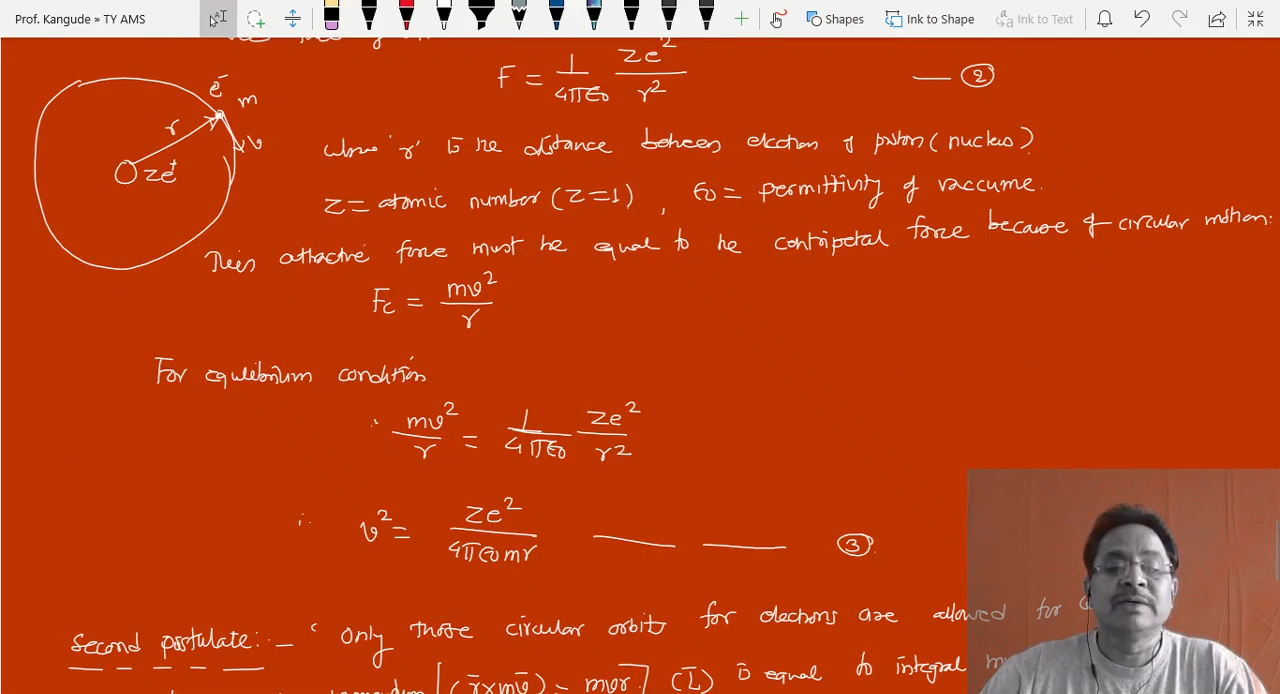 Prof. Kangude » TY AMS
Shapes
Ink to Shape
Ink to Text
F = 1/4πε0 Ze²/r² — ②
e⁻
m
r
v
Ze⁺
where 'r' is the distance between electron & proton (nucleus)
Z = atomic number (Z=1), ε0 = permittivity of vaccume.
This attractive force must be equal to the centripetal force because of circular motion.
Fc = mv²/r
For equilibrium condition
∴ mv²/r = 1/4πε0 Ze²/r²
∴ v² = Ze²/4πε0mr — — ③
Second postulate:- " Only those circular orbits for electrons are allowed for
[(r̄×mv̄) = mvr] (L̄) is equal to integral